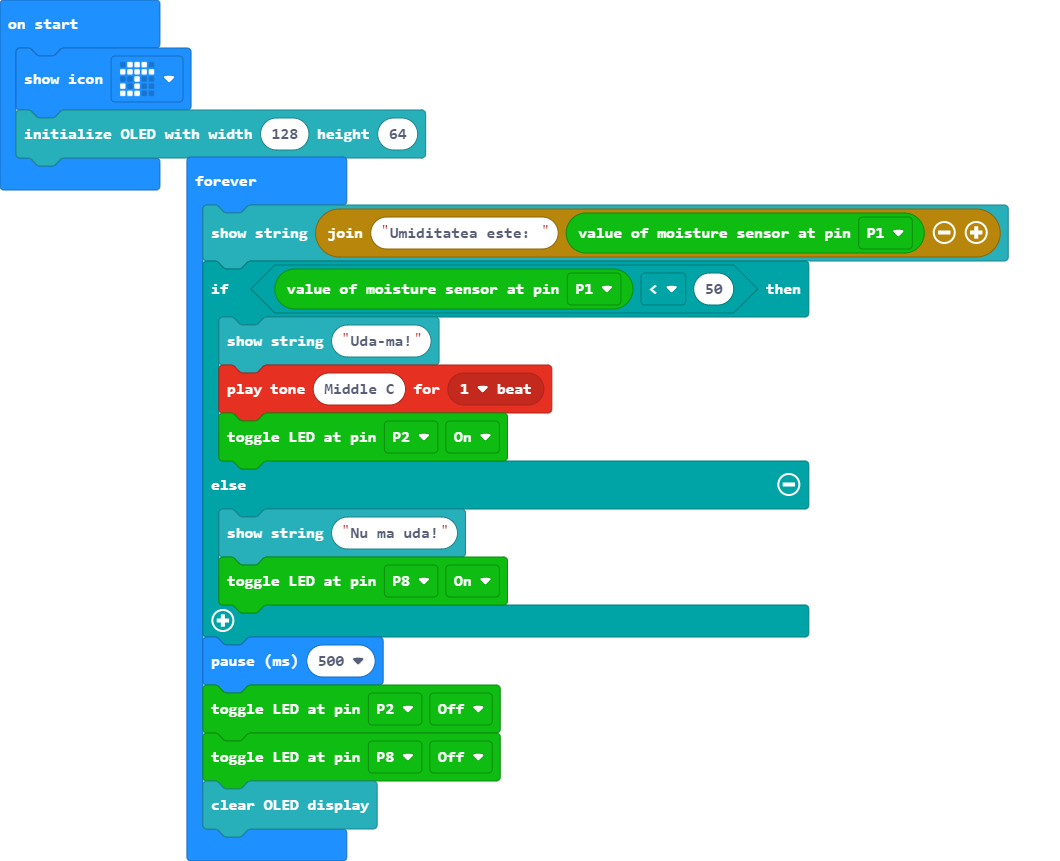 on start
show icon
initialize OLED with width 128 height 64
forever
show string join "Umiditatea este: " value of moisture sensor at pin P1
if value of moisture sensor at pin P1 < 50 then
show string "Uda-ma!"
play tone Middle C for 1 beat
toggle LED at pin P2 On
else
show string "Nu ma uda!"
toggle LED at pin P8 On
pause (ms) 500
toggle LED at pin P2 Off
toggle LED at pin P8 Off
clear OLED display